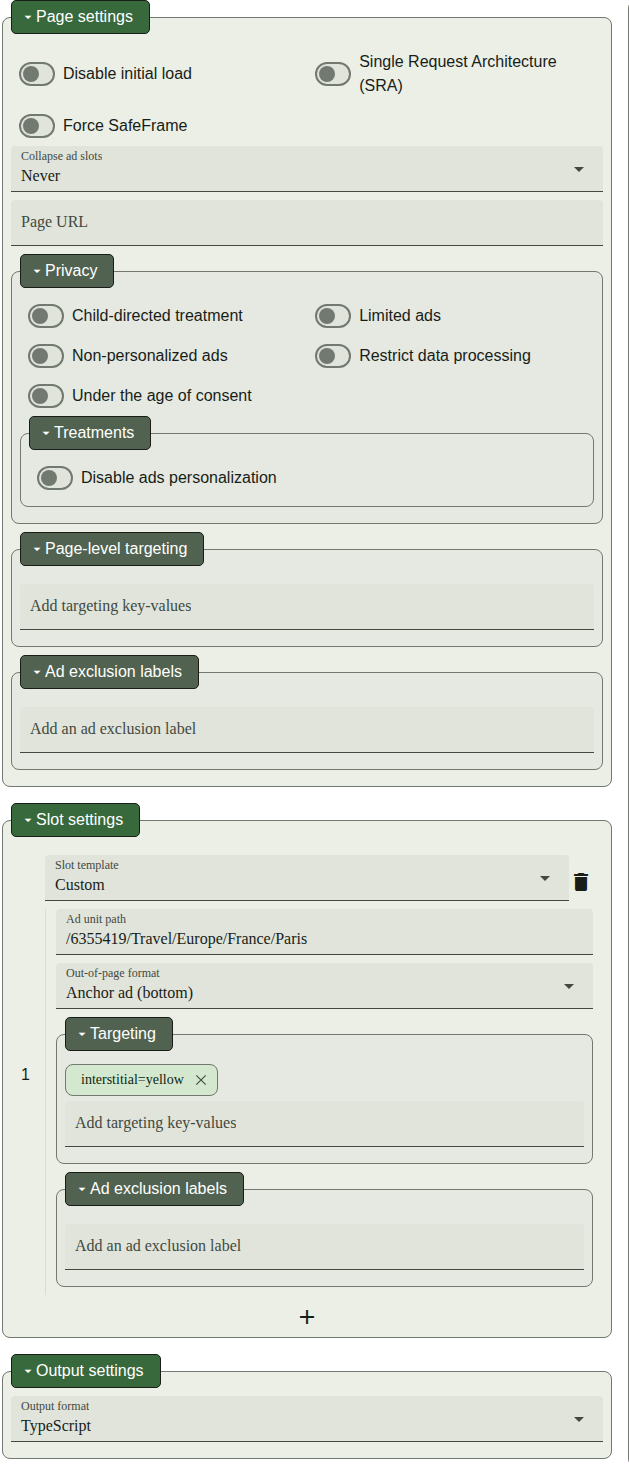 Page settings
Disable initial load
Single Request Architecture
(SRA)
Force SafeFrame
Collapse ad slots
Never
Page URL
Privacy
Child-directed treatment
Limited ads
Non-personalized ads
Restrict data processing
Under the age of consent
Treatments
Disable ads personalization
Page-level targeting
Add targeting key-values
Ad exclusion labels
Add an ad exclusion label
Slot settings
Slot template
Custom
Ad unit path
/6355419/Travel/Europe/France/Paris
Out-of-page format
Anchor ad (bottom)
Targeting
1
interstitial=yellow
Add targeting key-values
Ad exclusion labels
Add an ad exclusion label
+
Output settings
Output format
TypeScript